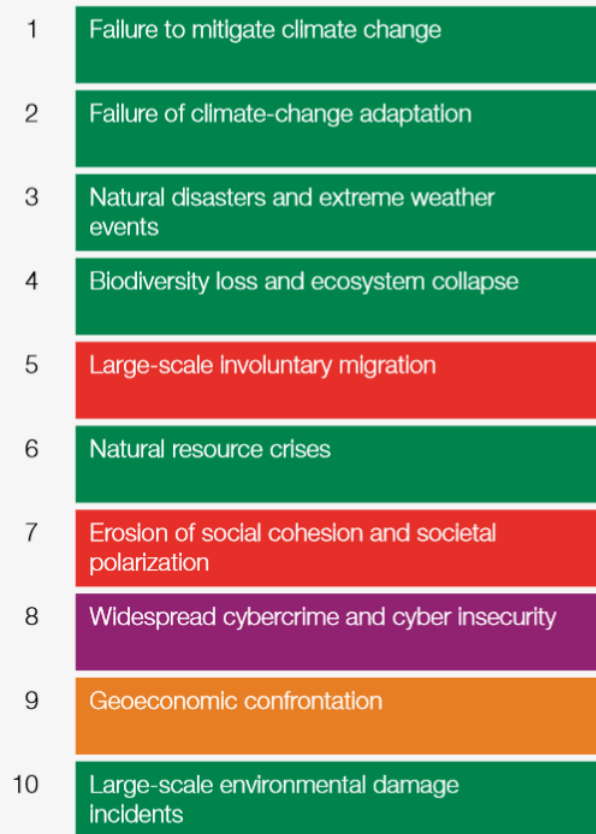 1 Failure to mitigate climate change
2 Failure of climate-change adaptation
3 Natural disasters and extreme weather
events
4 Biodiversity loss and ecosystem collapse
5 Large-scale involuntary migration
6 Natural resource crises
7 Erosion of social cohesion and societal
polarization
8 Widespread cybercrime and cyber insecurity
9 Geoeconomic confrontation
10 Large-scale environmental damage
incidents